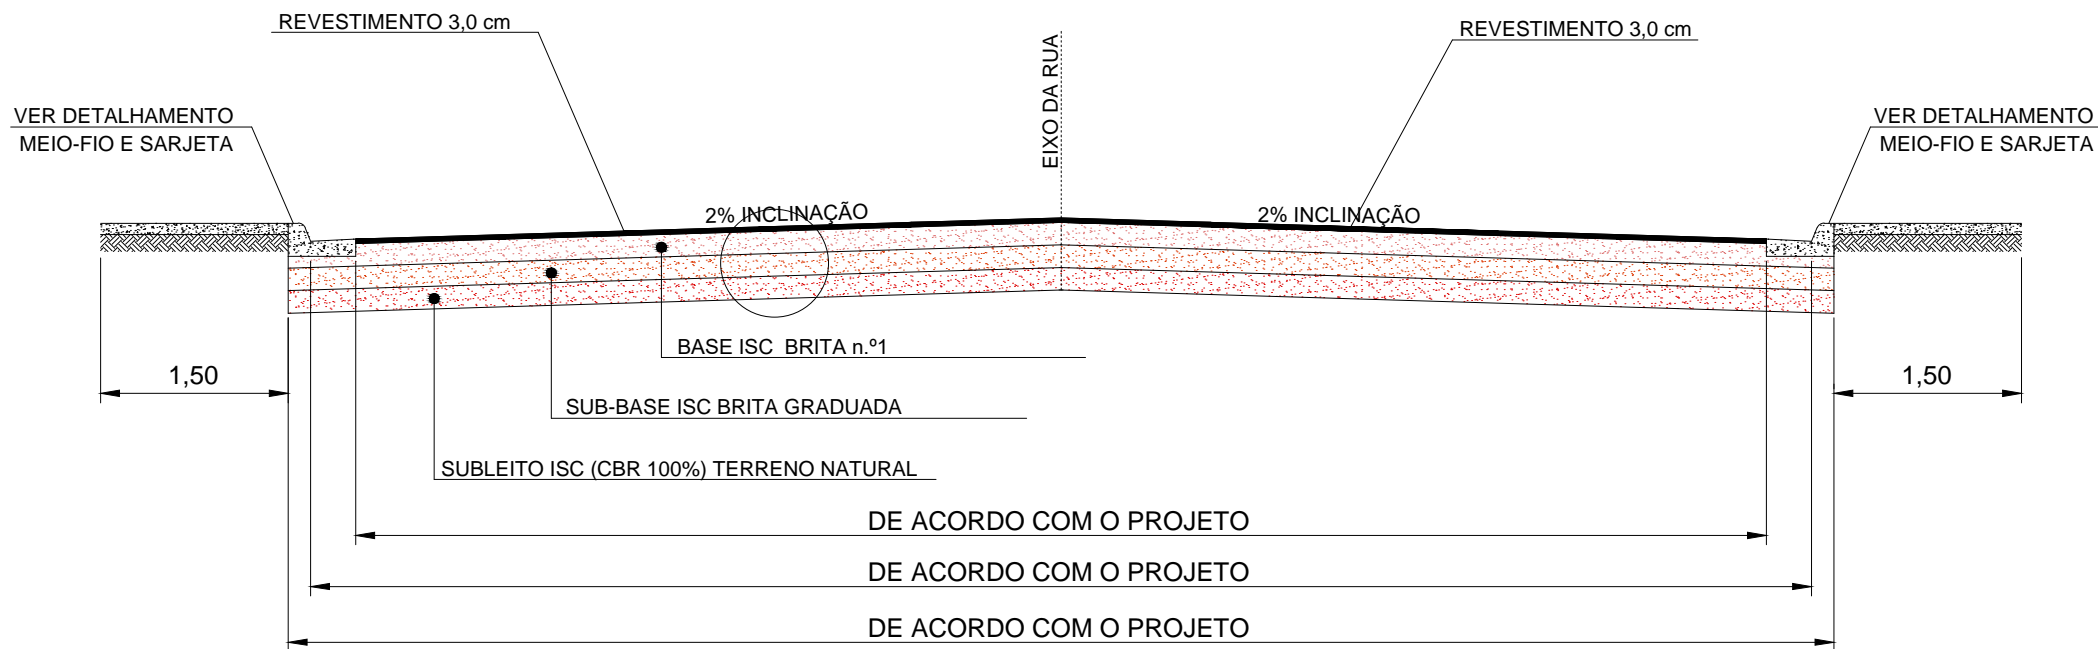 REVESTIMENTO 3,0 cm
REVESTIMENTO 3,0 cm
EIXO DA RUA
VER DETALHAMENTO
MEIO-FIO E SARJETA
VER DETALHAMENTO
MEIO-FIO E SARJETA
2% INCLINAÇÃO
2% INCLINAÇÃO
BASE ISC BRITA n.º1
1,50
1,50
SUB-BASE ISC BRITA GRADUADA
SUBLEITO ISC (CBR 100%) TERRENO NATURAL
DE ACORDO COM O PROJETO
DE ACORDO COM O PROJETO
DE ACORDO COM O PROJETO